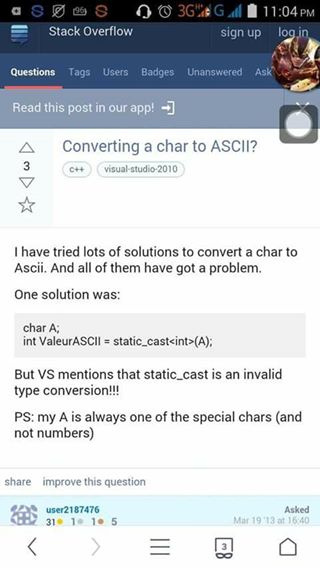 3G
G
11:04 PM
Stack Overflow
sign up
log in
Questions
Tags
Users
Badges
Unanswered
Ask
Read this post in our app!
Converting a char to ASCII?
3
c++
visual-studio-2010
I have tried lots of solutions to convert a char to
Ascii. And all of them have got a problem.
One solution was:
char A;
int ValeurASCII = static_cast<int>(A);
But VS mentions that static_cast is an invalid
type conversion!!!
PS: my A is always one of the special chars (and
not numbers)
share
improve this question
user2187476
31 1 1 5
Asked
Mar 19 '13 at 16:40
3